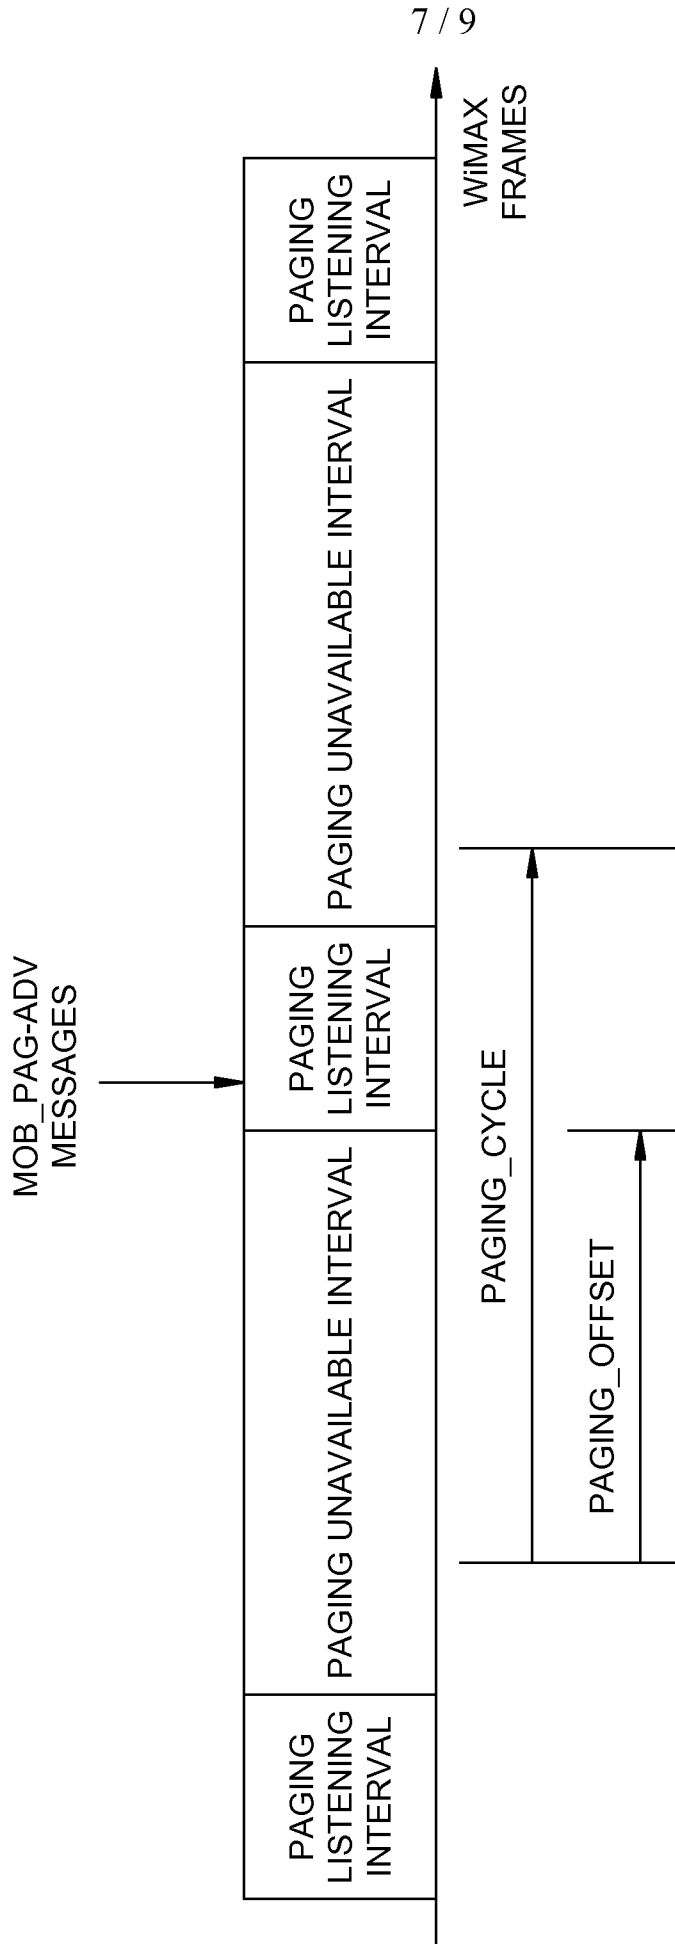 7 / 9
MOB_PAG-ADV
MESSAGES
PAGING
LISTENING
INTERVAL
PAGING UNAVAILABLE INTERVAL
PAGING
LISTENING
INTERVAL
PAGING UNAVAILABLE INTERVAL
PAGING
LISTENING
INTERVAL
WiMAX
FRAMES
PAGING_CYCLE
PAGING_OFFSET